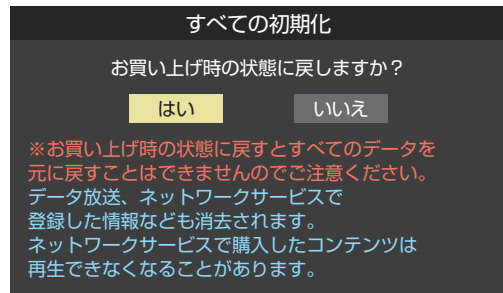 すべての初期化
お買い上げ時の状態に戻しますか？
はい
いいえ
※お買い上げ時の状態に戻すとすべてのデータを
元に戻すことはできませんのでご注意ください。
データ放送、ネットワークサービスで
登録した情報なども消去されます。
ネットワークサービスで購入したコンテンツは
再生できなくなることがあります。